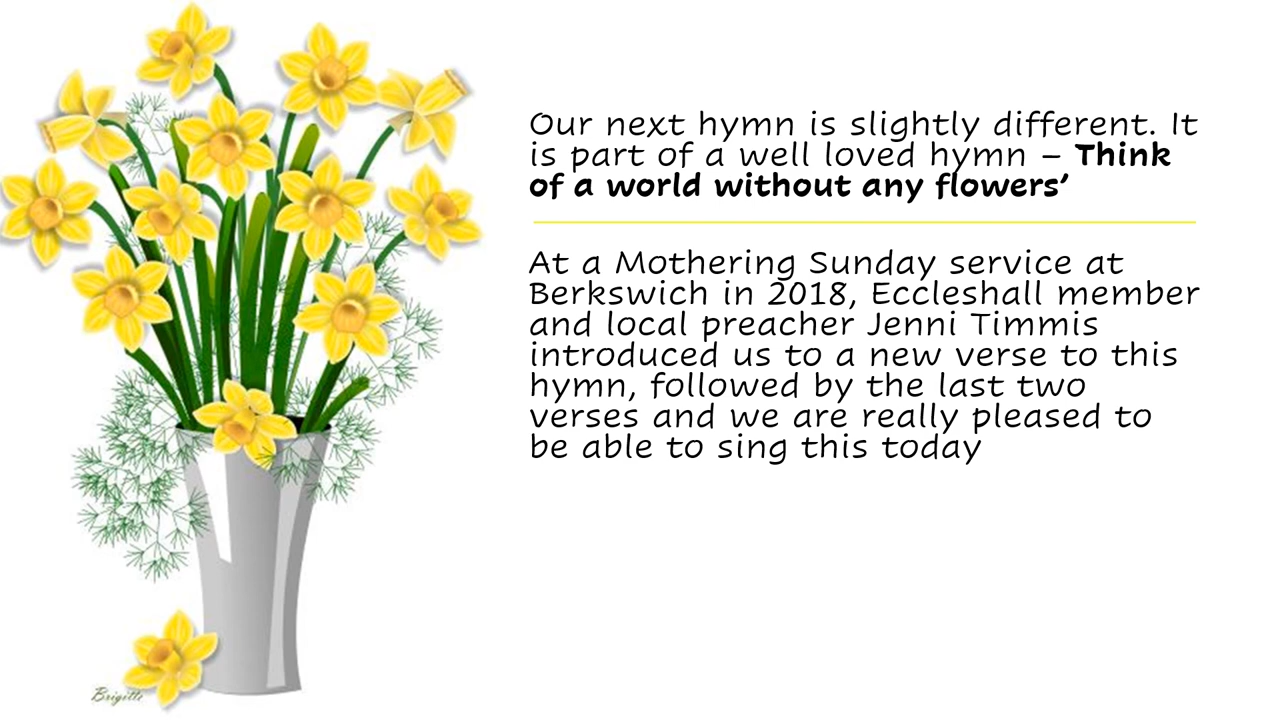 Our next hymn is slightly different. It
is part of a well loved hymn – Think
of a world without any flowers’
At a Mothering Sunday service at
Berkswich in 2018, Eccleshall member
and local preacher Jenni Timmis
introduced us to a new verse to this
hymn, followed by the last two
verses and we are really pleased to
be able to sing this today
Brigitte